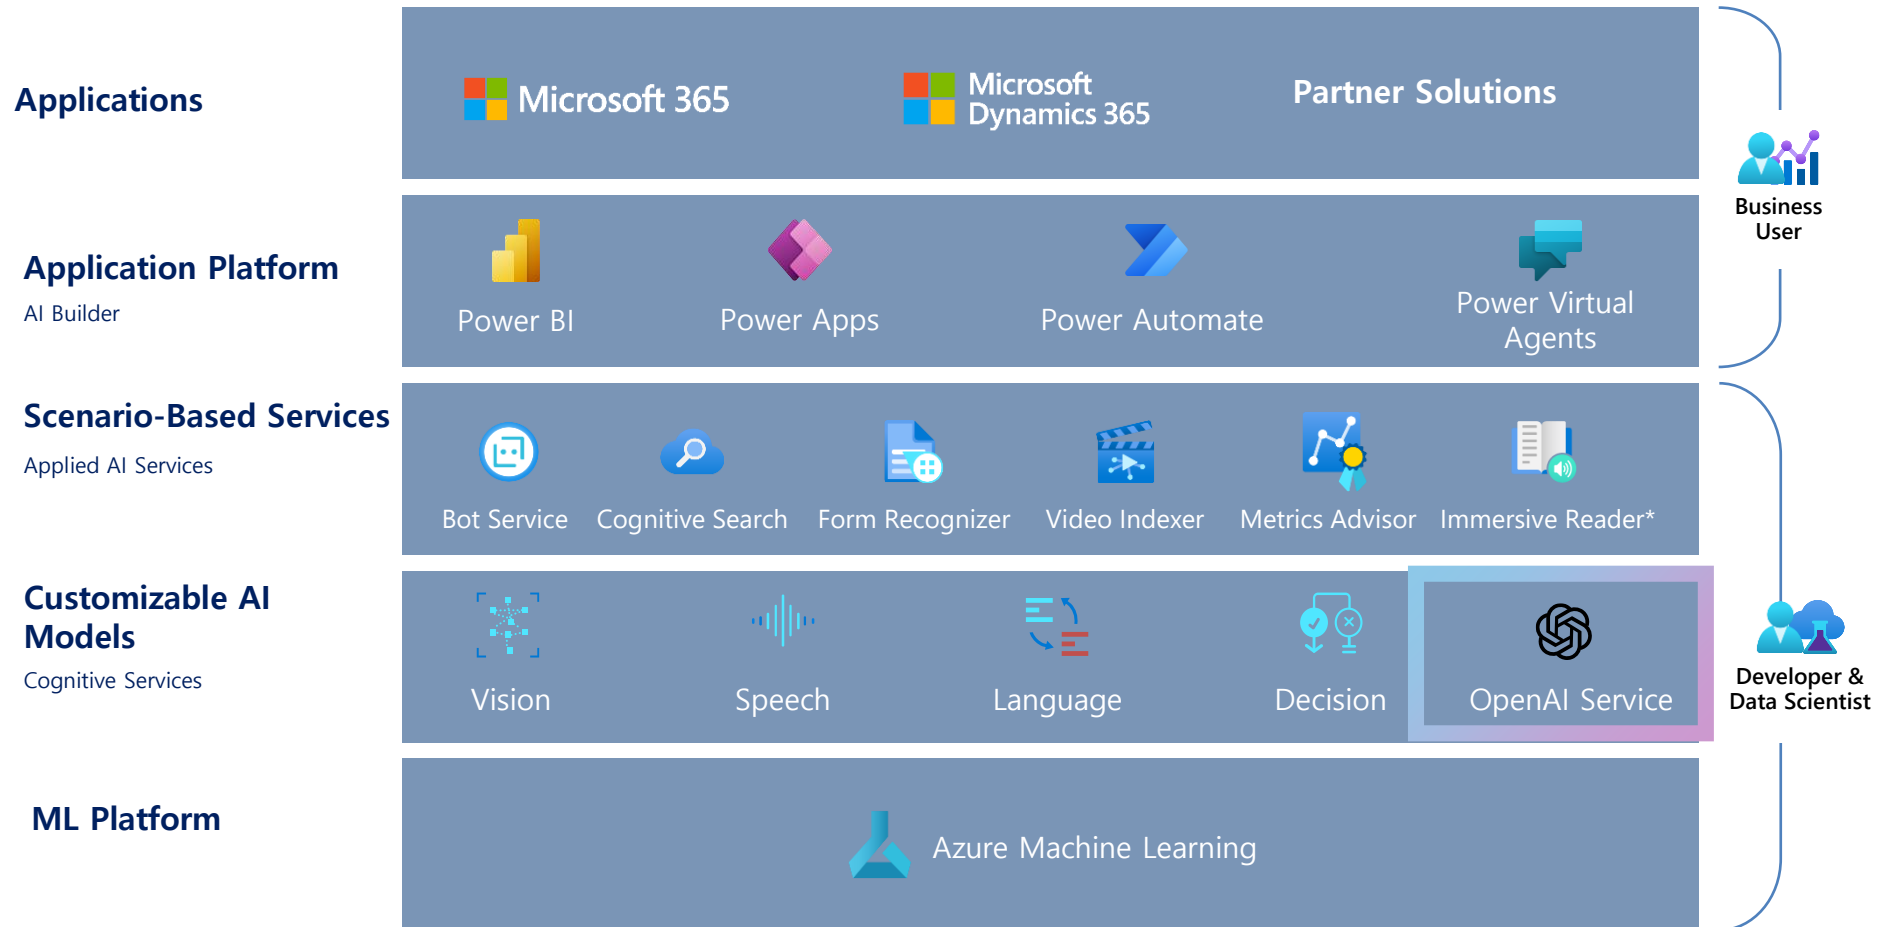 Applications
Microsoft 365
Microsoft
Dynamics 365
Partner Solutions
Business
User
Application Platform
AI Builder
Power BI
Power Apps
Power Automate
Power Virtual
Agents
Scenario-Based Services
Applied AI Services
Bot Service
Cognitive Search
Form Recognizer
Video Indexer
Metrics Advisor
Immersive Reader*
Customizable AI
Models
Cognitive Services
Vision
Speech
Language
Decision
OpenAI Service
Developer &
Data Scientist
ML Platform
Azure Machine Learning